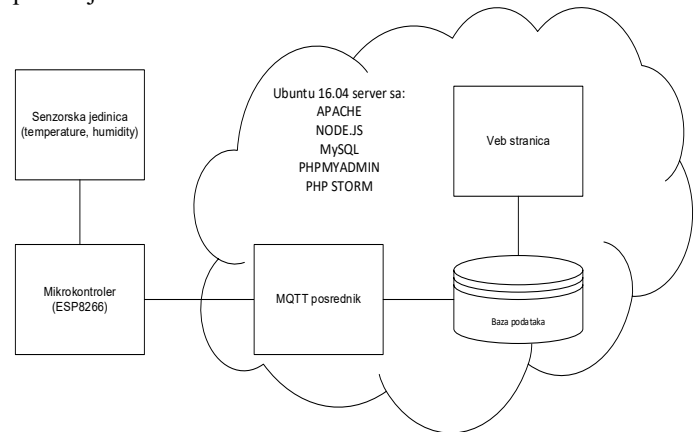 Senzorska jedinica
(temperature, humidity)
Ubuntu 16.04 server sa:
APACHE
NODE.JS
MySQL
PHPMYADMIN
PHP STORM
Veb stranica
Mikrokontroler
(ESP8266)
MQTT posrednik
Baza podataka